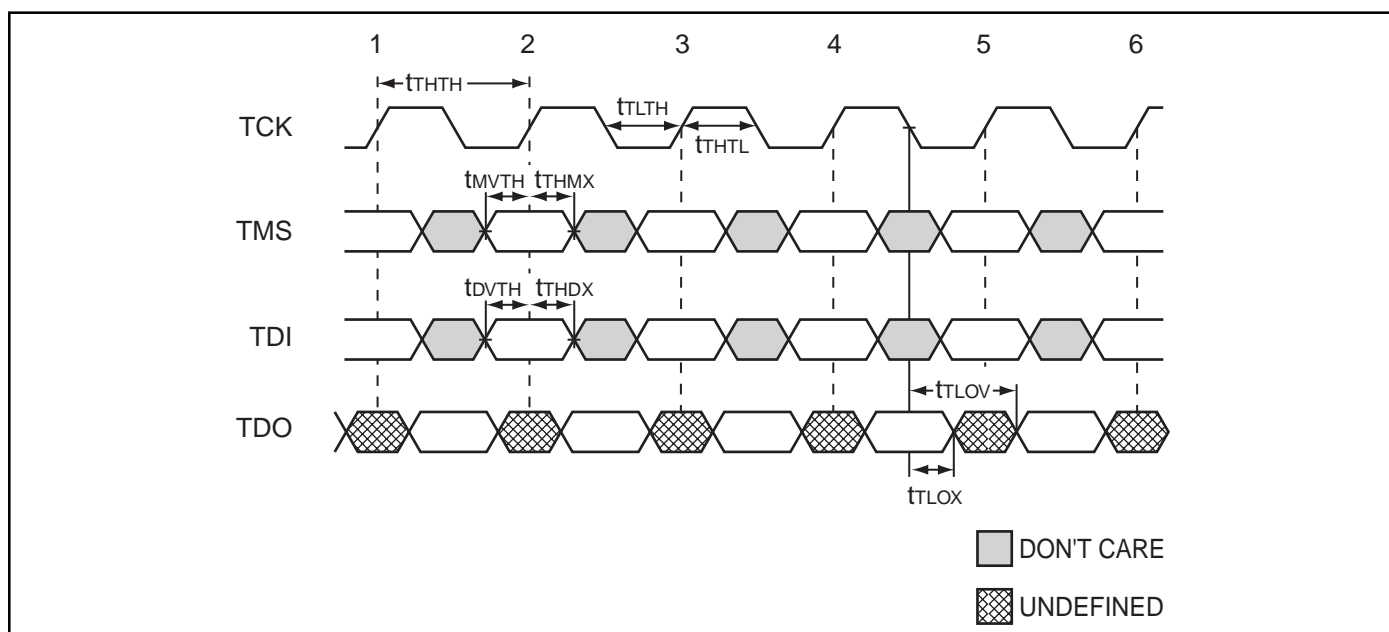 1 2 3 4 5 6
tTHTH
tTLTH
TCK
tTHTL
tMVTH tTHMX
TMS
tDVTH tTHDX
TDI
tTLOV
TDO
tTLOX
DON'T CARE
UNDEFINED